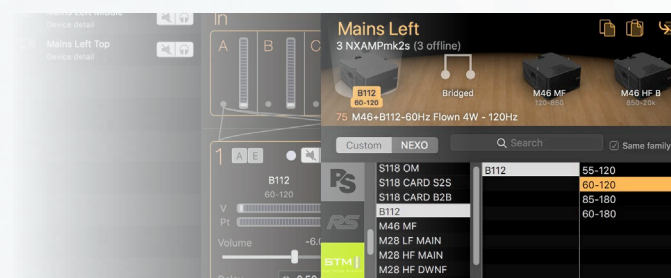 Mains Left Middle
Device detail
Mains Left Top
Device detail
In
A
B
C
1
A E
B112
60-120
V
Pt
Volume
-6.0
Mains Left
3 NXAMPmk2s (3 offline)
B112
60-120
Bridged
M46 MF
120-850
M46 HF B
850-20k
75 M46+B112-60Hz Flown 4W - 120Hz
Custom
NEXO
Search
Same family
PS
RS
STM
S118 OM
S118 CARD S2S
S118 CARD B2B
B112
M46 MF
M28 LF MAIN
M28 HF MAIN
M28 HF DWNF
B112
55-120
60-120
85-180
60-180